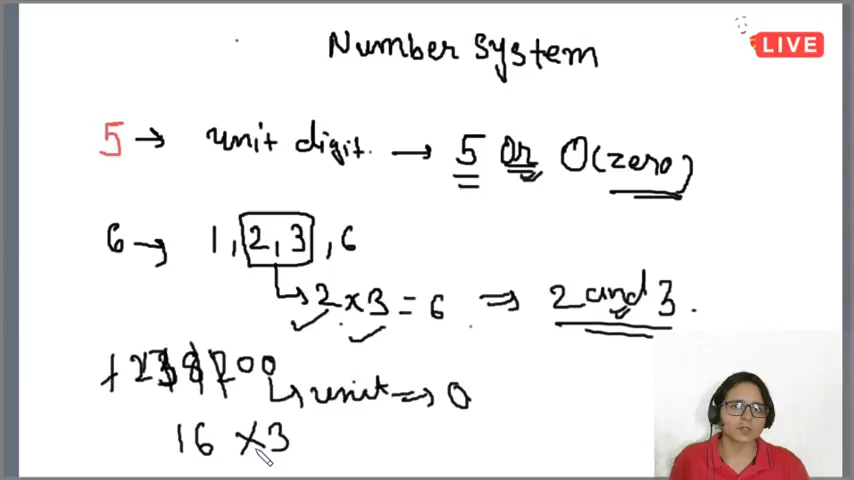 Number System
LIVE
5 → unit digit. → 5 or 0(zero)
6 → 1, 2, 3, 6
2 x 3 = 6 ⇒ 2 and 3.
00
unit ⇒ 0
16 x 3